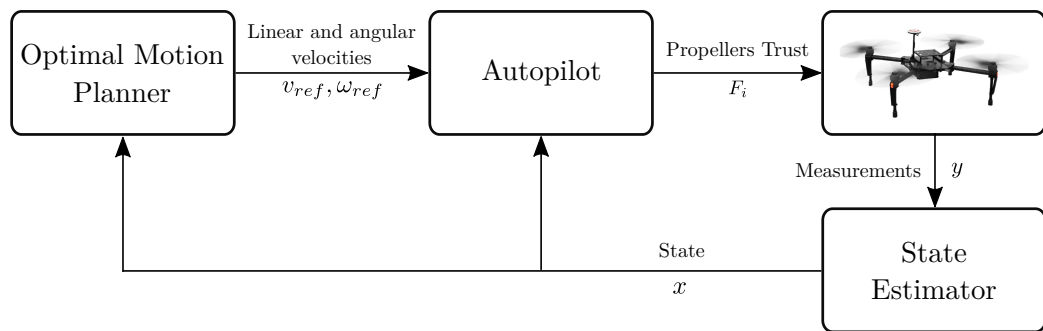 Optimal Motion
Planner
Linear and angular
velocities
v_{ref}, ω_{ref}
Autopilot
Propellers Trust
F_i
Measurements y
State
x
State
Estimator